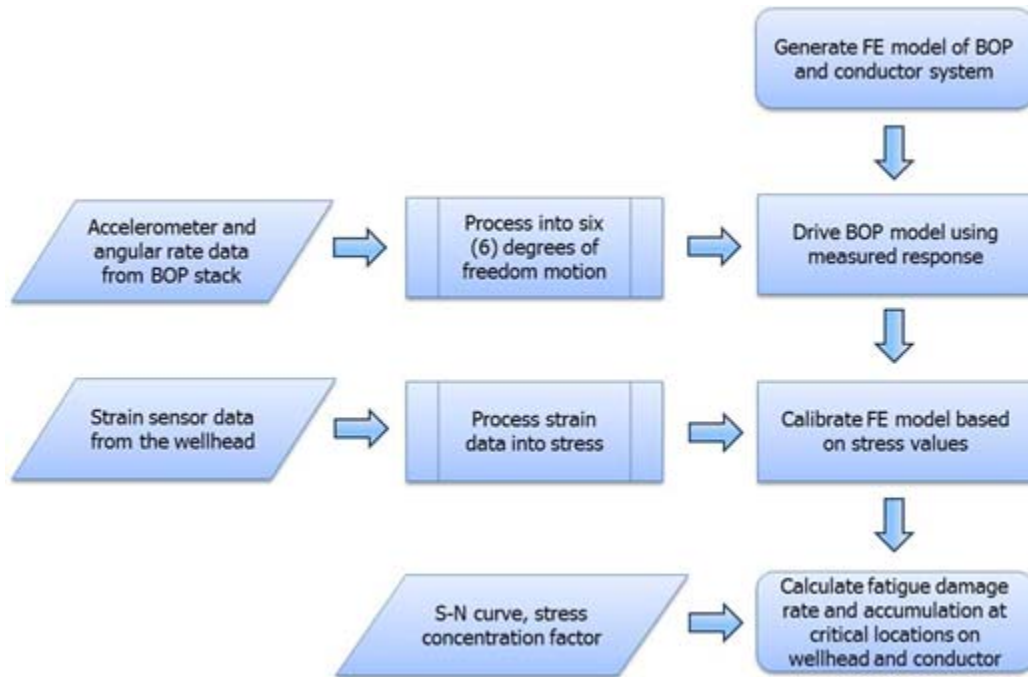 Generate FE model of BOP
and conductor system
Accelerometer and
angular rate data
from BOP stack
Process into six
(6) degrees of
freedom motion
Drive BOP model using
measured response
Strain sensor data
from the wellhead
Process strain
data into stress
Calibrate FE model based
on stress values
S-N curve, stress
concentration factor
Calculate fatigue damage
rate and accumulation at
critical locations on
wellhead and conductor